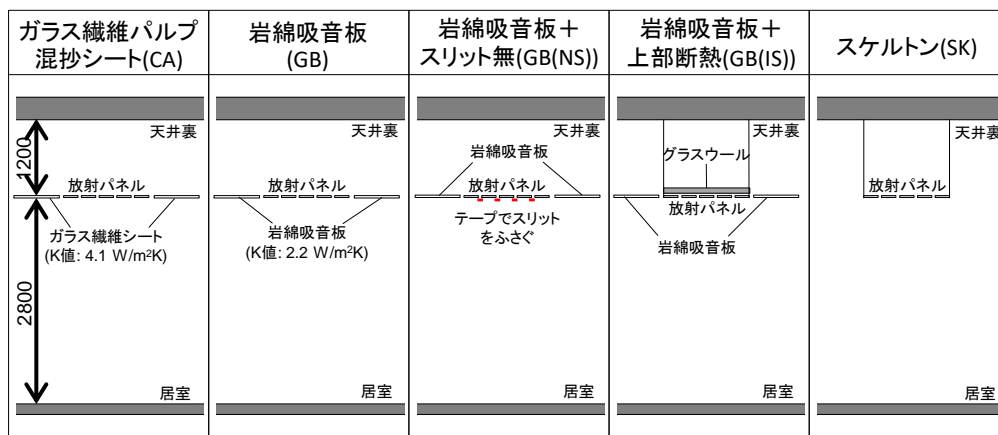 ガラス繊維パルプ
混抄シート(CA)
岩綿吸音板
(GB)
岩綿吸音板＋
スリット無(GB(NS))
岩綿吸音板＋
上部断熱(GB(IS))
スケルトン(SK)
1200
2800
天井裏
放射パネル
ガラス繊維シート
(K値: 4.1 W/m²K)
居室
天井裏
放射パネル
岩綿吸音板
(K値: 2.2 W/m²K)
居室
天井裏
岩綿吸音板
放射パネル
テープでスリット
をふさぐ
居室
天井裏
グラスウール
放射パネル
岩綿吸音板
居室
天井裏
放射パネル
居室